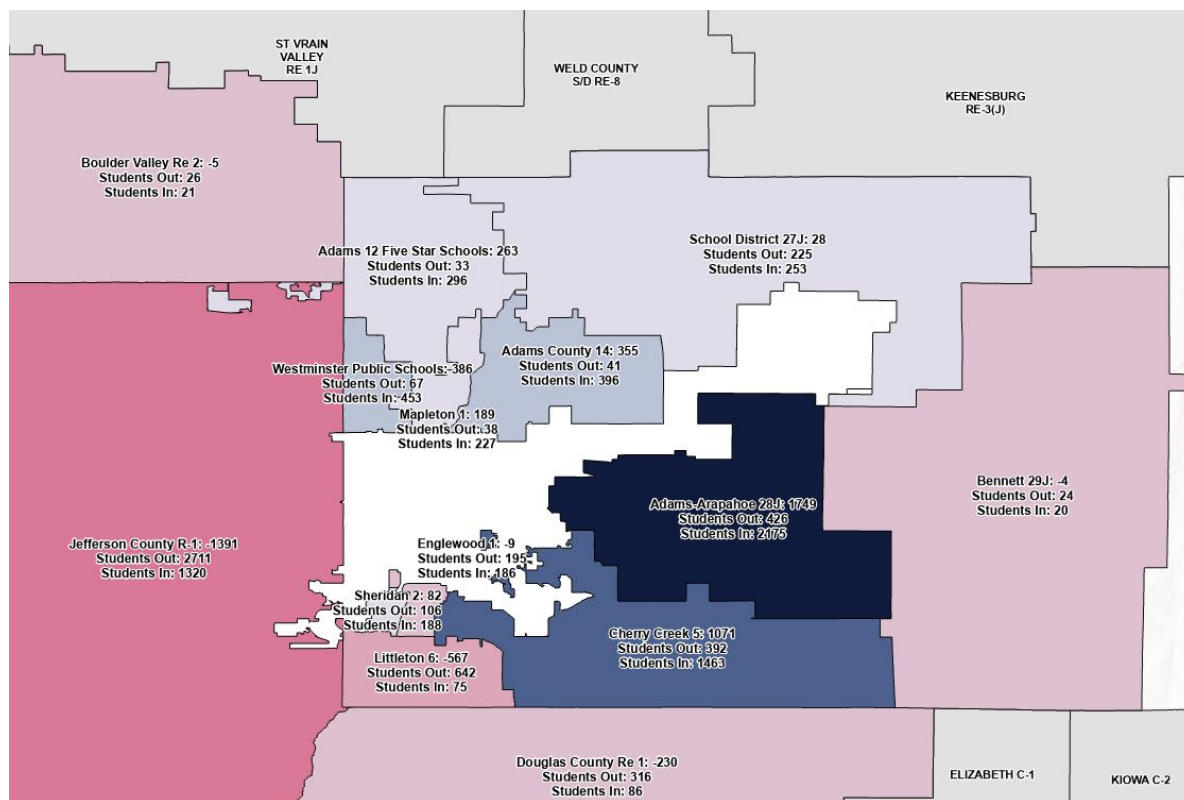 ST VRAIN
VALLEY
RE 1J
WELD COUNTY
S/D RE-8
KEENESBURG
RE-3(J)
Boulder Valley Re 2: -5
Students Out: 26
Students In: 21
Adams 12 Five Star Schools: 263
Students Out: 33
Students In: 296
School District 27J: 28
Students Out: 225
Students In: 253
Adams County 14: 355
Students Out: 41
Students In: 396
Westminster Public Schools: 386
Students Out: 67
Students In: 453
Mapleton 1: 189
Students Out: 38
Students In: 227
Adams-Arapahoe 28J: 1749
Students Out: 426
Students In: 2175
Bennett 29J: -4
Students Out: 24
Students In: 20
Jefferson County R-1: -1391
Students Out: 2711
Students In: 1320
Englewood 1: -9
Students Out: 195
Students In: 186
Sheridan 2: 82
Students Out: 106
Students In: 188
Cherry Creek 5: 1071
Students Out: 392
Students In: 1463
Littleton 6: -567
Students Out: 642
Students In: 75
Douglas County Re 1: -230
Students Out: 316
Students In: 86
ELIZABETH C-1
KIOWA C-2